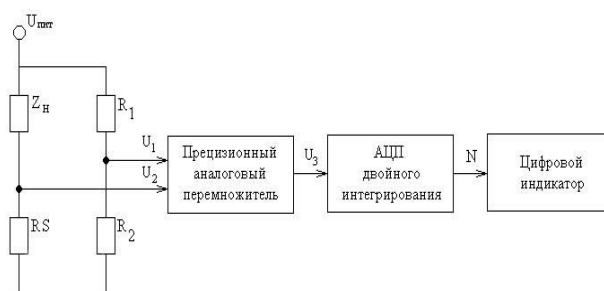 Uпит
Zн
R1
U1
U2
Прецизионный
аналоговый
перемножитель
U3
АЦП
двойного
интегрирования
N
Цифровой
индикатор
RS
R2